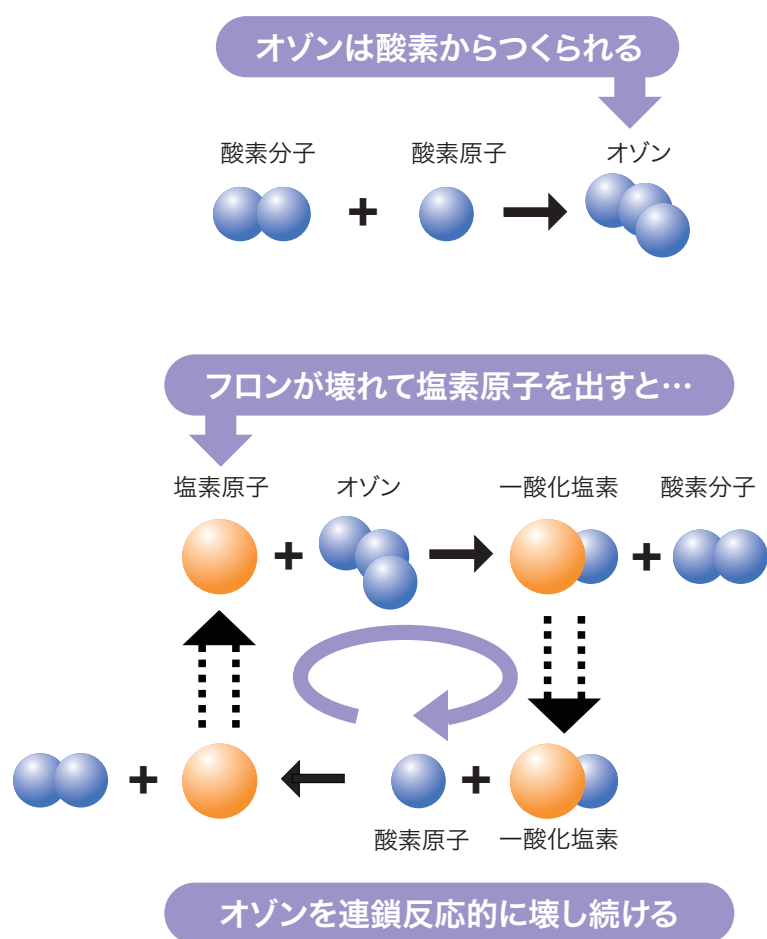 オゾンは酸素からつくられる
酸素分子 酸素原子 オゾン
+
フロンが壊れて塩素原子を出すと…
塩素原子 オゾン 一酸化塩素 酸素分子
+ +
+ +
酸素原子 一酸化塩素
オゾンを連鎖反応的に壊し続ける